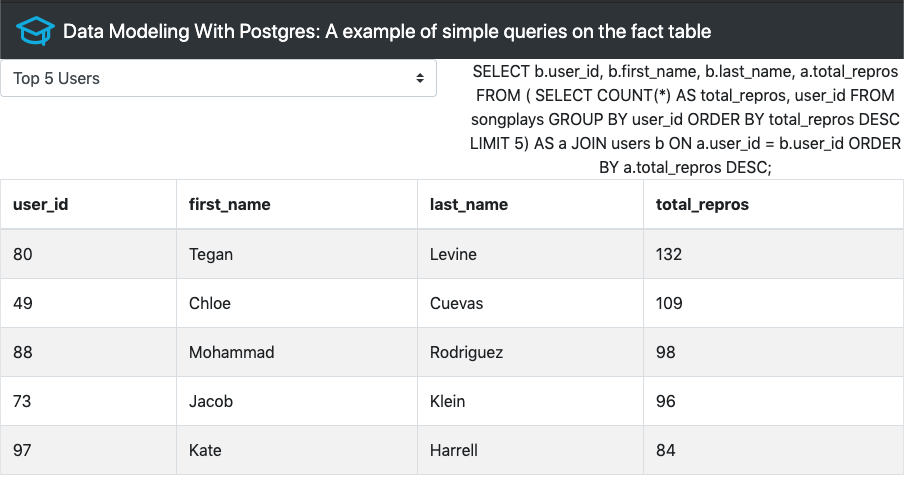 Data Modeling With Postgres: A example of simple queries on the fact table
Top 5 Users
SELECT b.user_id, b.first_name, b.last_name, a.total_repros
FROM ( SELECT COUNT(*) AS total_repros, user_id FROM
songplays GROUP BY user_id ORDER BY total_repros DESC
LIMIT 5) AS a JOIN users b ON a.user_id = b.user_id ORDER
BY a.total_repros DESC;
user_id first_name last_name total_repros
80 Tegan Levine 132
49 Chloe Cuevas 109
88 Mohammad Rodriguez 98
73 Jacob Klein 96
97 Kate Harrell 84